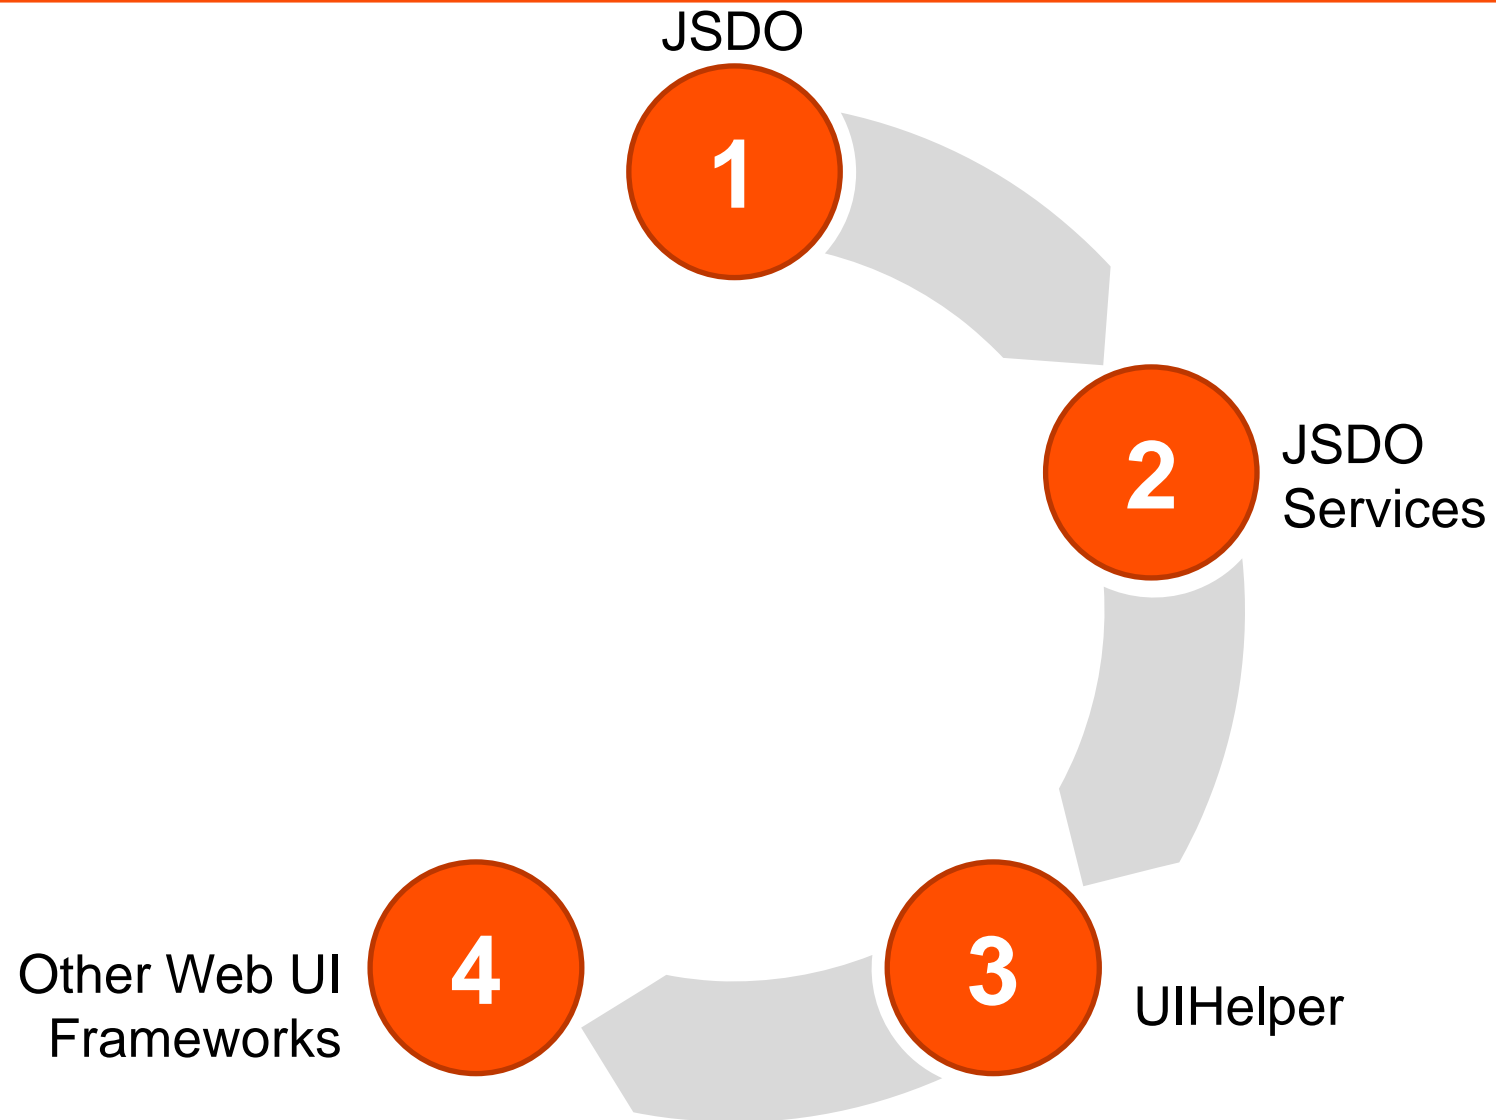 JSDO
1
2
JSDO
Services
3
UIHelper
4
Other Web UI
Frameworks